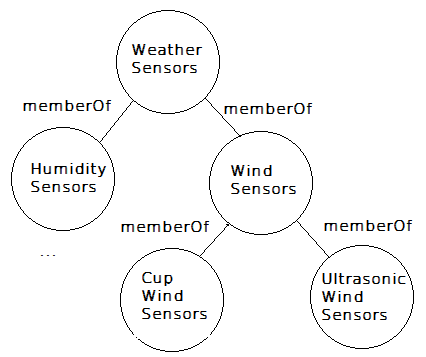 Weather
Sensors
memberOf
memberOf
Humidity
Sensors
Wind
Sensors
...
memberOf
memberOf
Cup
Wind
Sensors
Ultrasonic
Wind
Sensors